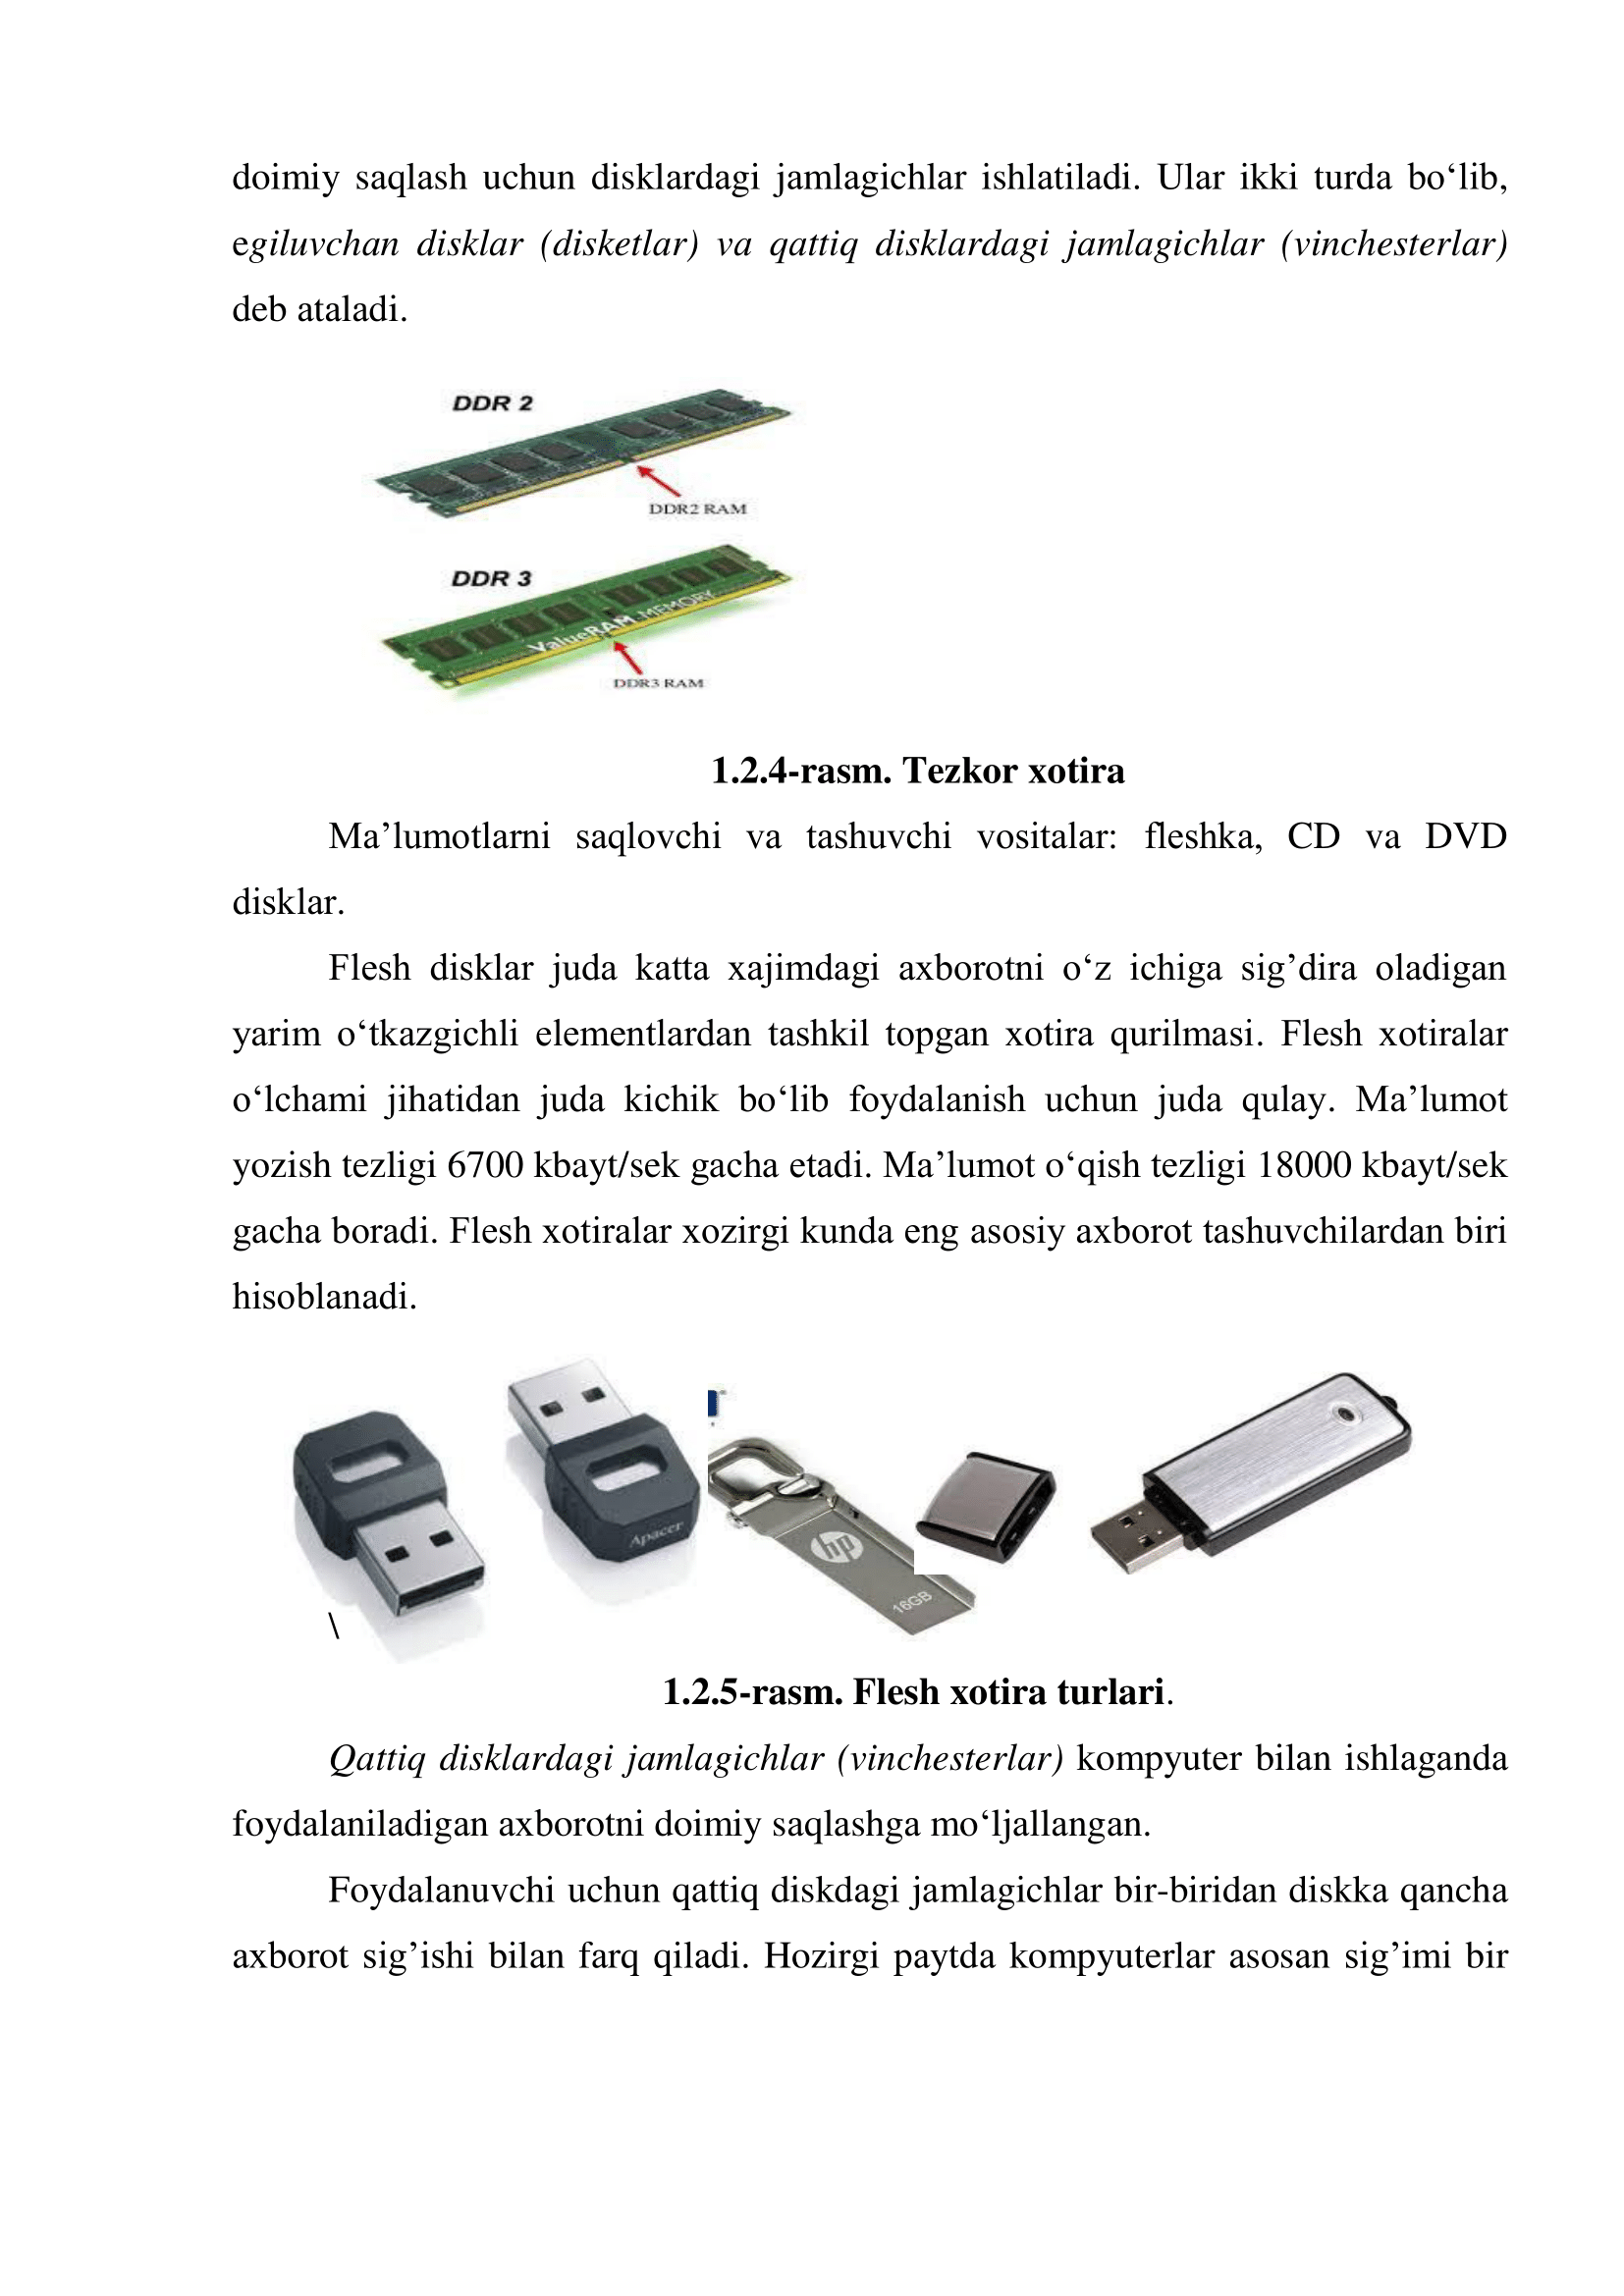 doimiy saqlash uchun disklardagi jamlagichlar ishlatiladi. Ular ikki turda bo‘lib,
egiluvchan disklar (disketlar) va qattiq disklardagi jamlagichlar (vinchesterlar)
deb ataladi.
DDR 2
DDR2 RAM
DDR 3
ValueRAM MEMORY
DDR3 RAM
1.2.4-rasm. Tezkor xotira
Ma’lumotlarni saqlovchi va tashuvchi vositalar: fleshka, CD va DVD
disklar.
Flesh disklar juda katta xajimdagi axborotni o‘z ichiga sig’dira oladigan
yarim o‘tkazgichli elementlardan tashkil topgan xotira qurilmasi. Flesh xotiralar
o‘lchami jihatidan juda kichik bo‘lib foydalanish uchun juda qulay. Ma’lumot
yozish tezligi 6700 kbayt/sek gacha etadi. Ma’lumot o‘qish tezligi 18000 kbayt/sek
gacha boradi. Flesh xotiralar xozirgi kunda eng asosiy axborot tashuvchilardan biri
hisoblanadi.
Apacer
hp
16GB
\
1.2.5-rasm. Flesh xotira turlari.
Qattiq disklardagi jamlagichlar (vinchesterlar) kompyuter bilan ishlaganda
foydalaniladigan axborotni doimiy saqlashga mo‘ljallangan.
Foydalanuvchi uchun qattiq diskdagi jamlagichlar bir-biridan diskka qancha
axborot sig’ishi bilan farq qiladi. Hozirgi paytda kompyuterlar asosan sig’imi bir